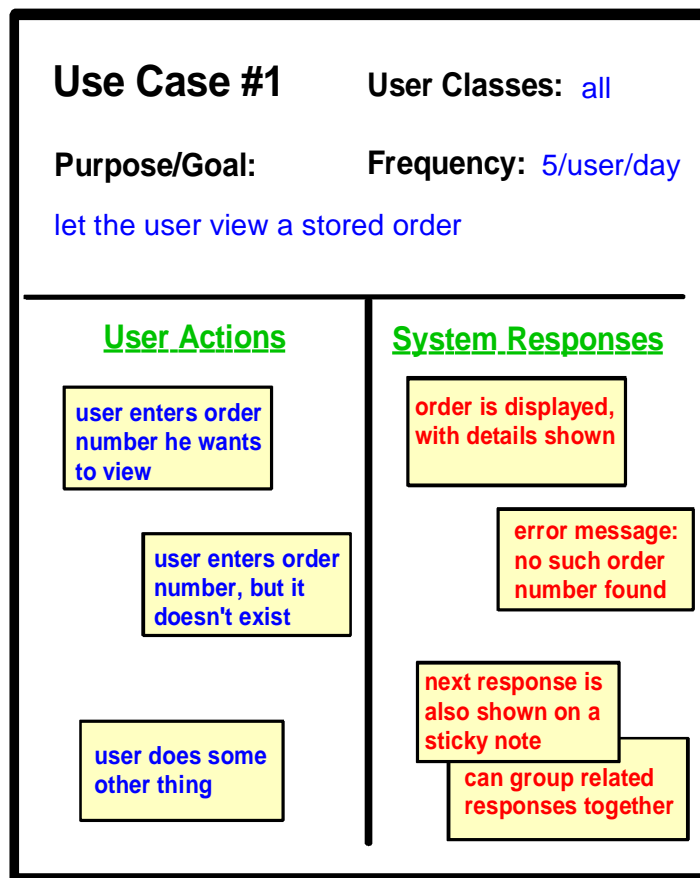 Use Case #1
User Classes: all
Purpose/Goal:
Frequency: 5/user/day
let the user view a stored order
User Actions
System Responses
user enters order
number he wants
to view
order is displayed,
with details shown
user enters order
number, but it
doesn't exist
error message:
no such order
number found
user does some
other thing
next response is
also shown on a
sticky note
can group related
responses together